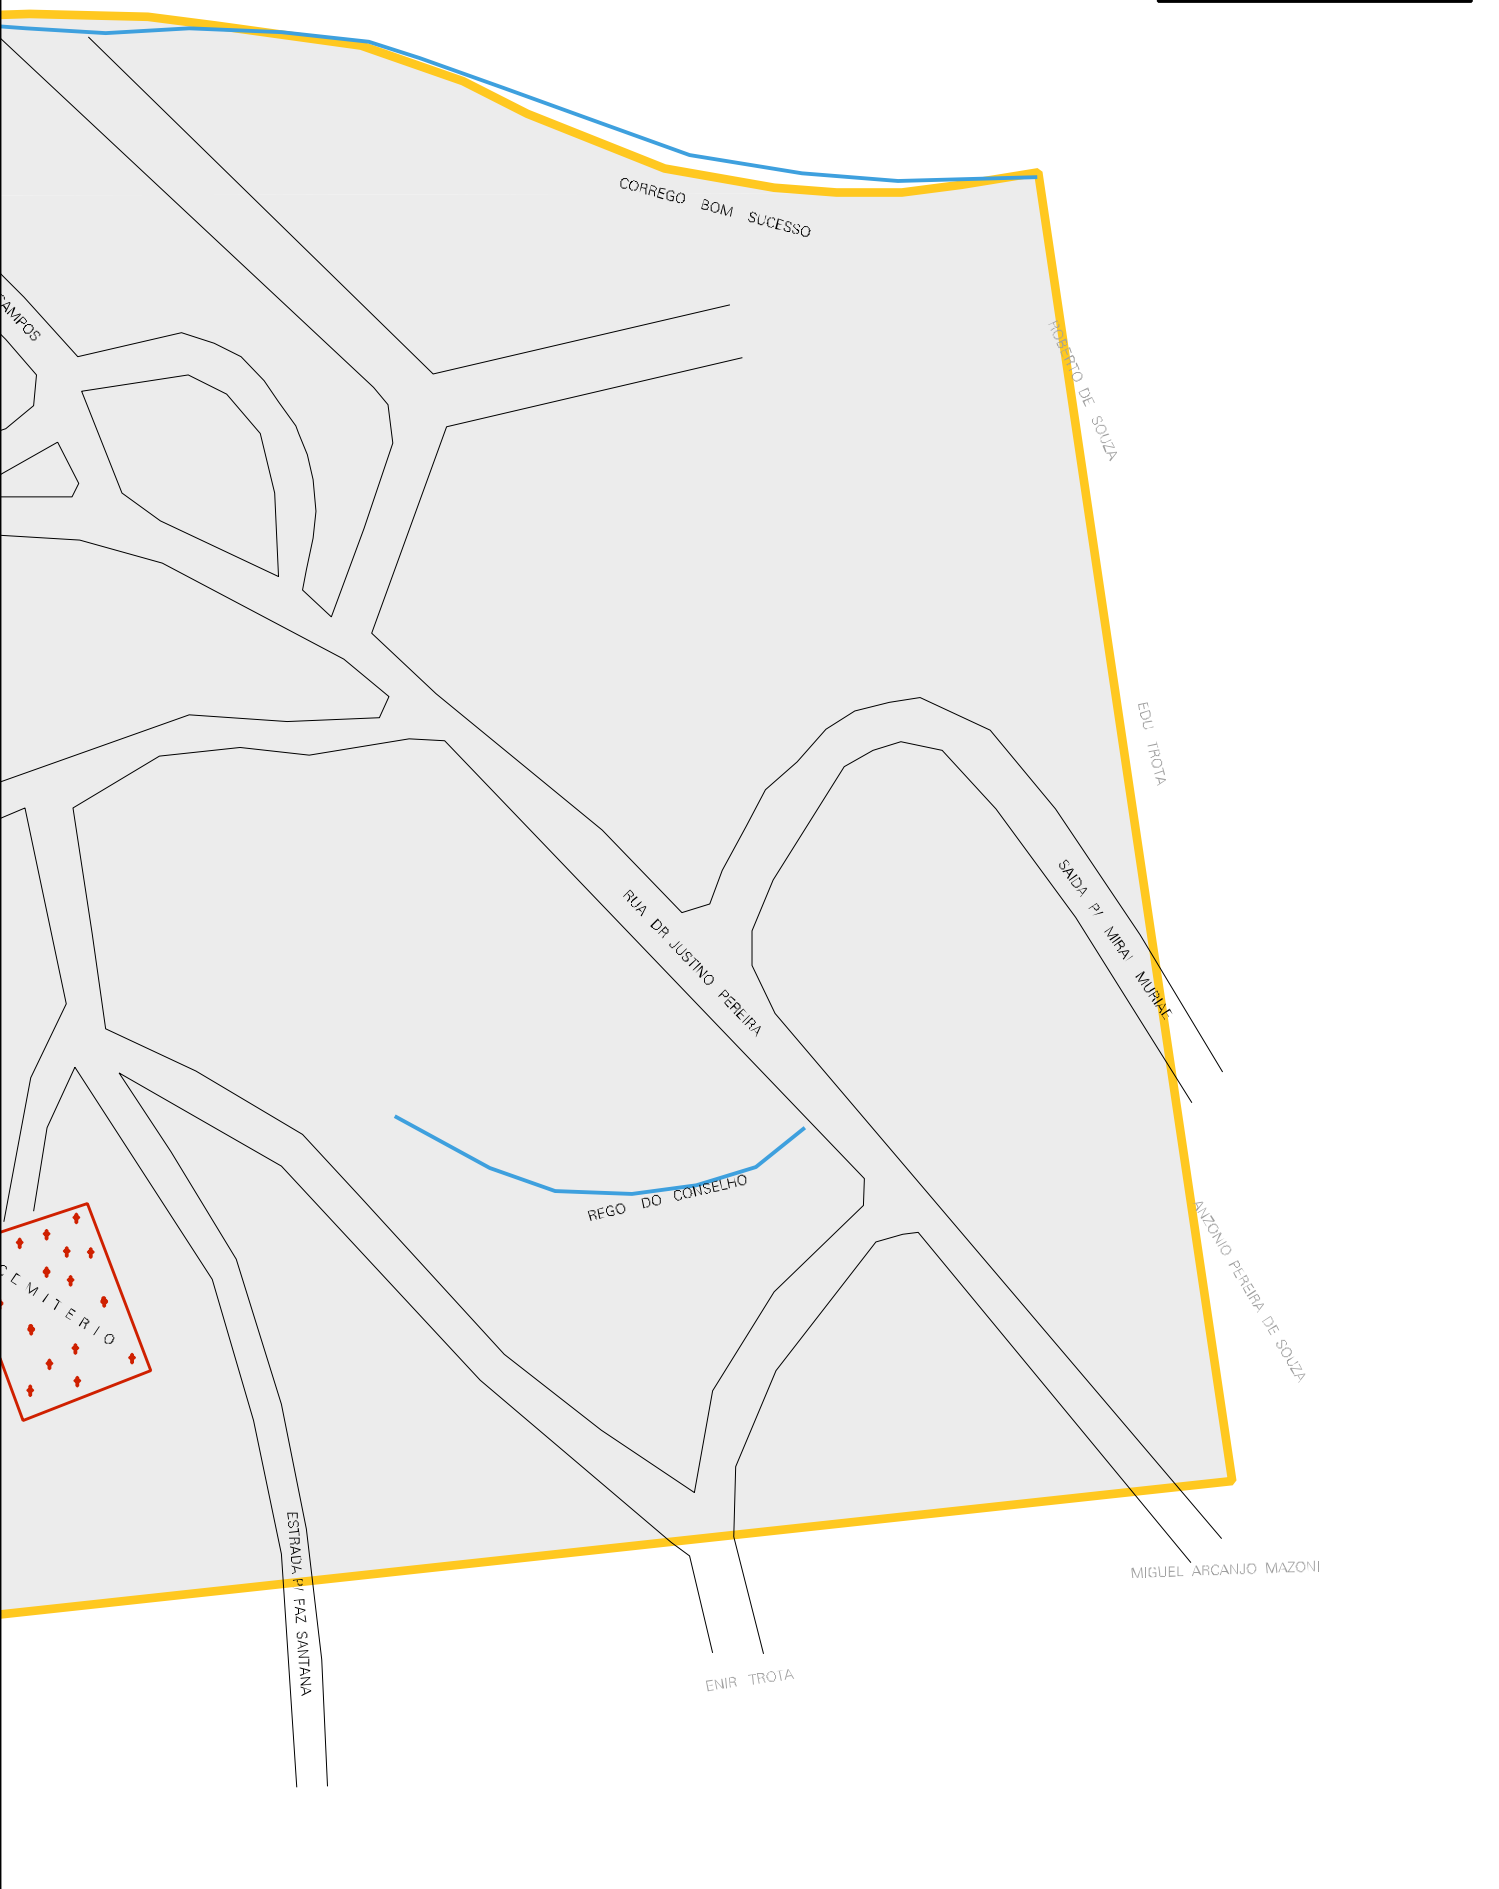 CORREGO BOM SUCESSO
CAMPOS
ROBERTO DE SOUZA
EDU TROTA
SAIDA P/ MIRAI MURIAE
RUA DR JUSTINO PEREIRA
REGO DO CONSELHO
ANZONIO PEREIRA DE SOUZA
CEMITERIO
ESTRADA P/ FAZ SANTANA
MIGUEL ARCANJO MAZONI
ENIR TROTA